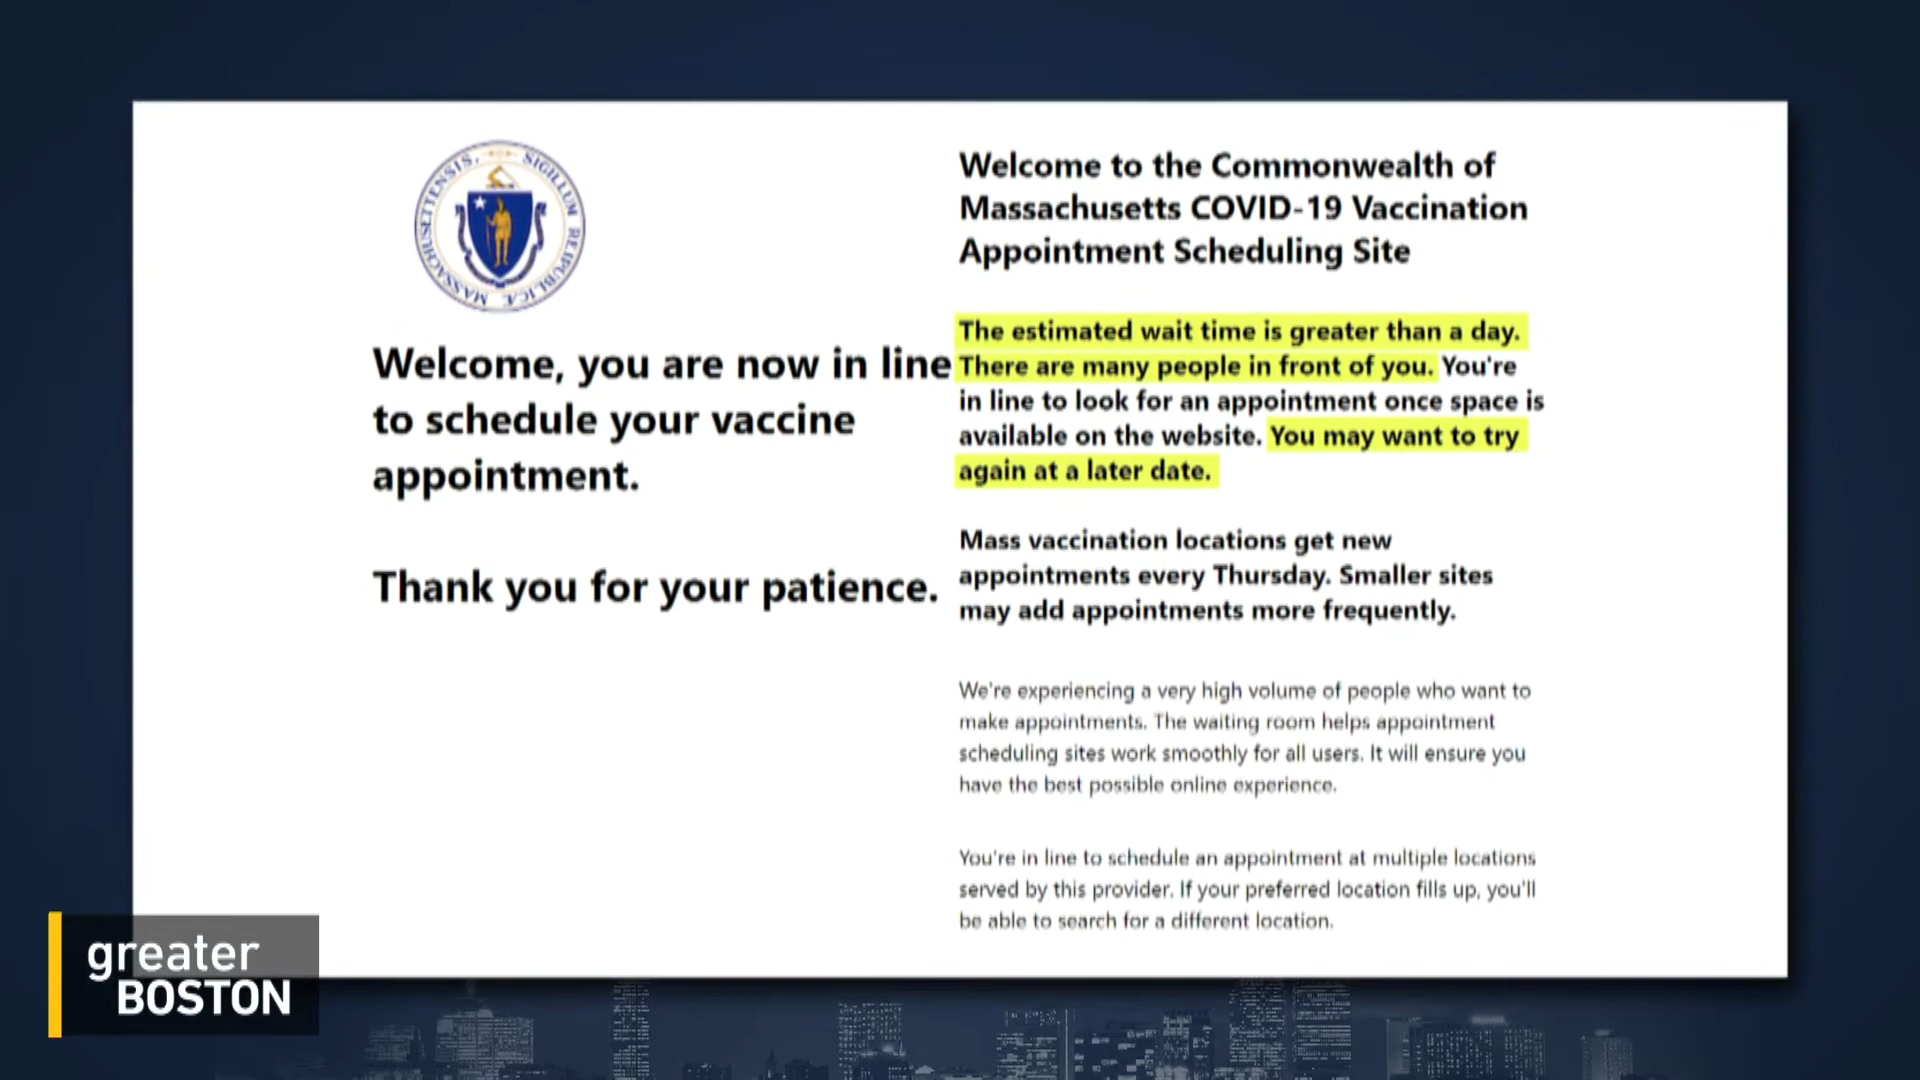 MASSACHUSETTENSIS. SIGILLUM REIPUBLICÆ
Welcome, you are now in line
to schedule your vaccine
appointment.
Thank you for your patience.
Welcome to the Commonwealth of
Massachusetts COVID-19 Vaccination
Appointment Scheduling Site
The estimated wait time is greater than a day.
There are many people in front of you. You're
in line to look for an appointment once space is
available on the website. You may want to try
again at a later date.
Mass vaccination locations get new
appointments every Thursday. Smaller sites
may add appointments more frequently.
We're experiencing a very high volume of people who want to
make appointments. The waiting room helps appointment
scheduling sites work smoothly for all users. It will ensure you
have the best possible online experience.
You're in line to schedule an appointment at multiple locations
served by this provider. If your preferred location fills up, you'll
be able to search for a different location.
greater
BOSTON